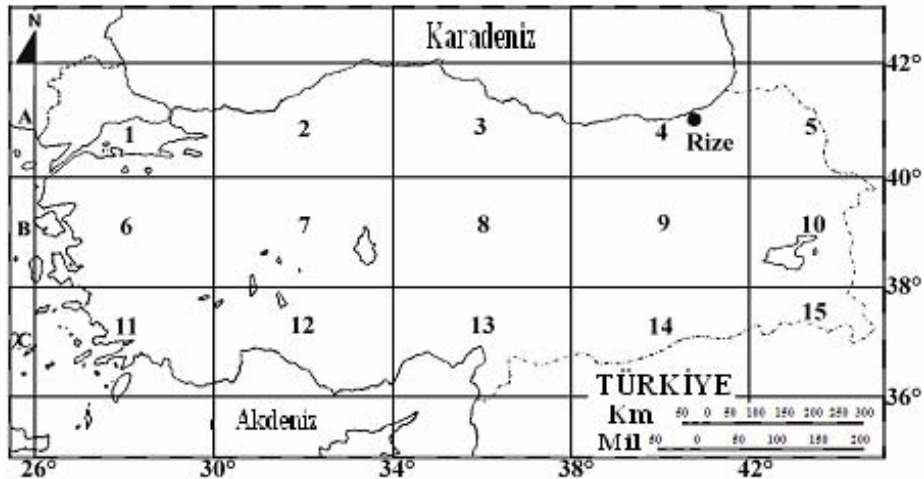 N
Karadeniz
42°
A
1 2 3 4 5
Rize
40°
B
6 7 8 9 10
38°
C
11 12 13 14 15
TÜRKİYE
36°
Akdeniz
Km 50 0 50 100 150 200 250 300
Mil 50 0 50 100 150 200
26° 30° 34° 38° 42°